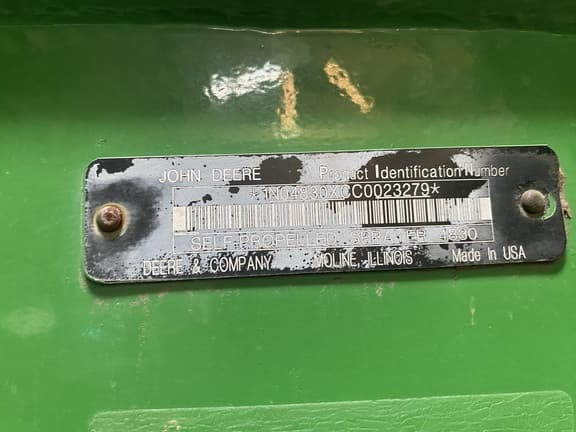 JOHN DEERE Product Identification Number
*1N04830XCC0023279*
SELF-PROPELLED SPRAYER 4830
DEERE & COMPANY MOLINE, ILLINOIS Made In USA